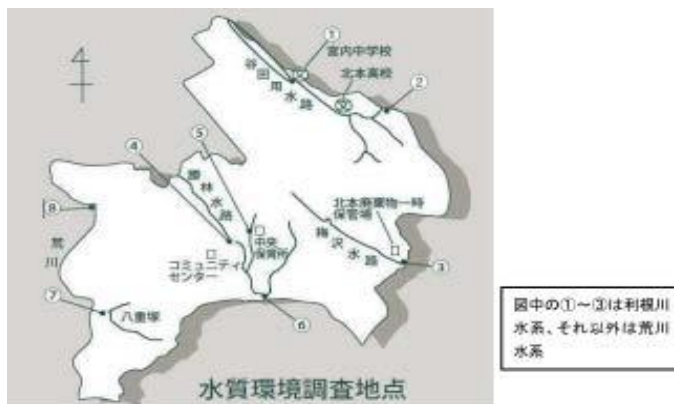 ①
宮内中学校
北本高校
谷田用水路
②
⑤
④
勝林水路
中央保育所
コミュニティ
センター
北本廃棄物一時
保管場
梅沢水路
③
⑧
荒川
⑦
八重塚
⑥
水質環境調査地点
図中の①～③は利根川
水系、それ以外は荒川
水系